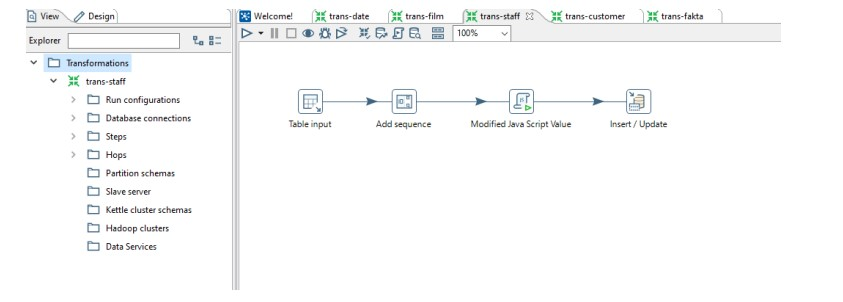 View Design
Welcome! trans-date trans-film trans-staff trans-customer trans-fakta
Explorer
100%
Transformations
trans-staff
Run configurations
Database connections
Steps
Hops
Partition schemas
Slave server
Kettle cluster schemas
Hadoop clusters
Data Services
Table input Add sequence Modified Java Script Value Insert / Update